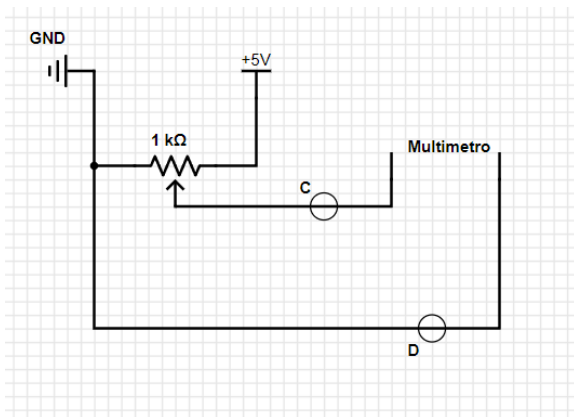 GND
+5V
1 kΩ
Multimetro
C
D